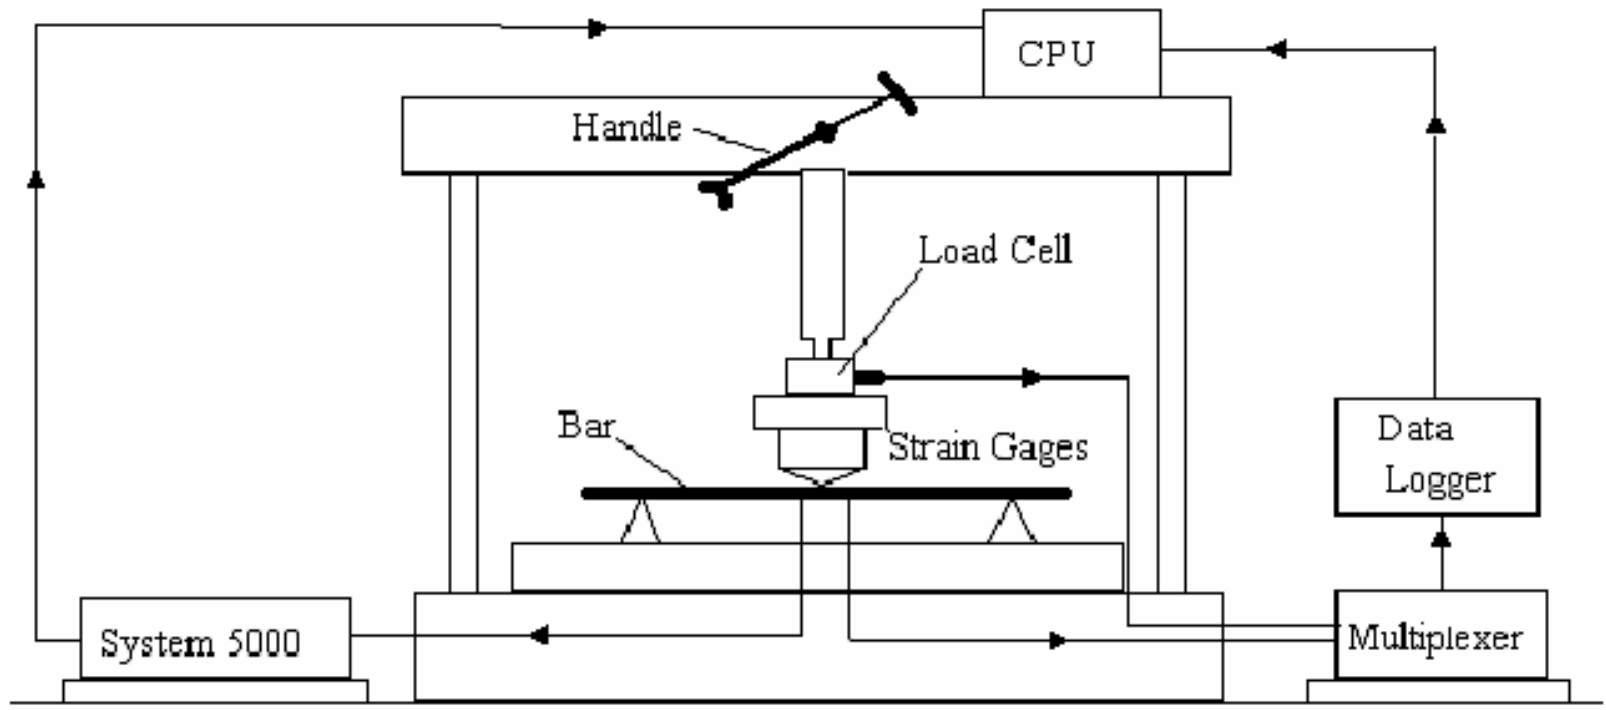 CPU
Handle
Load Cell
Bar
Strain Gages
Data
Logger
System 5000
Multiplexer